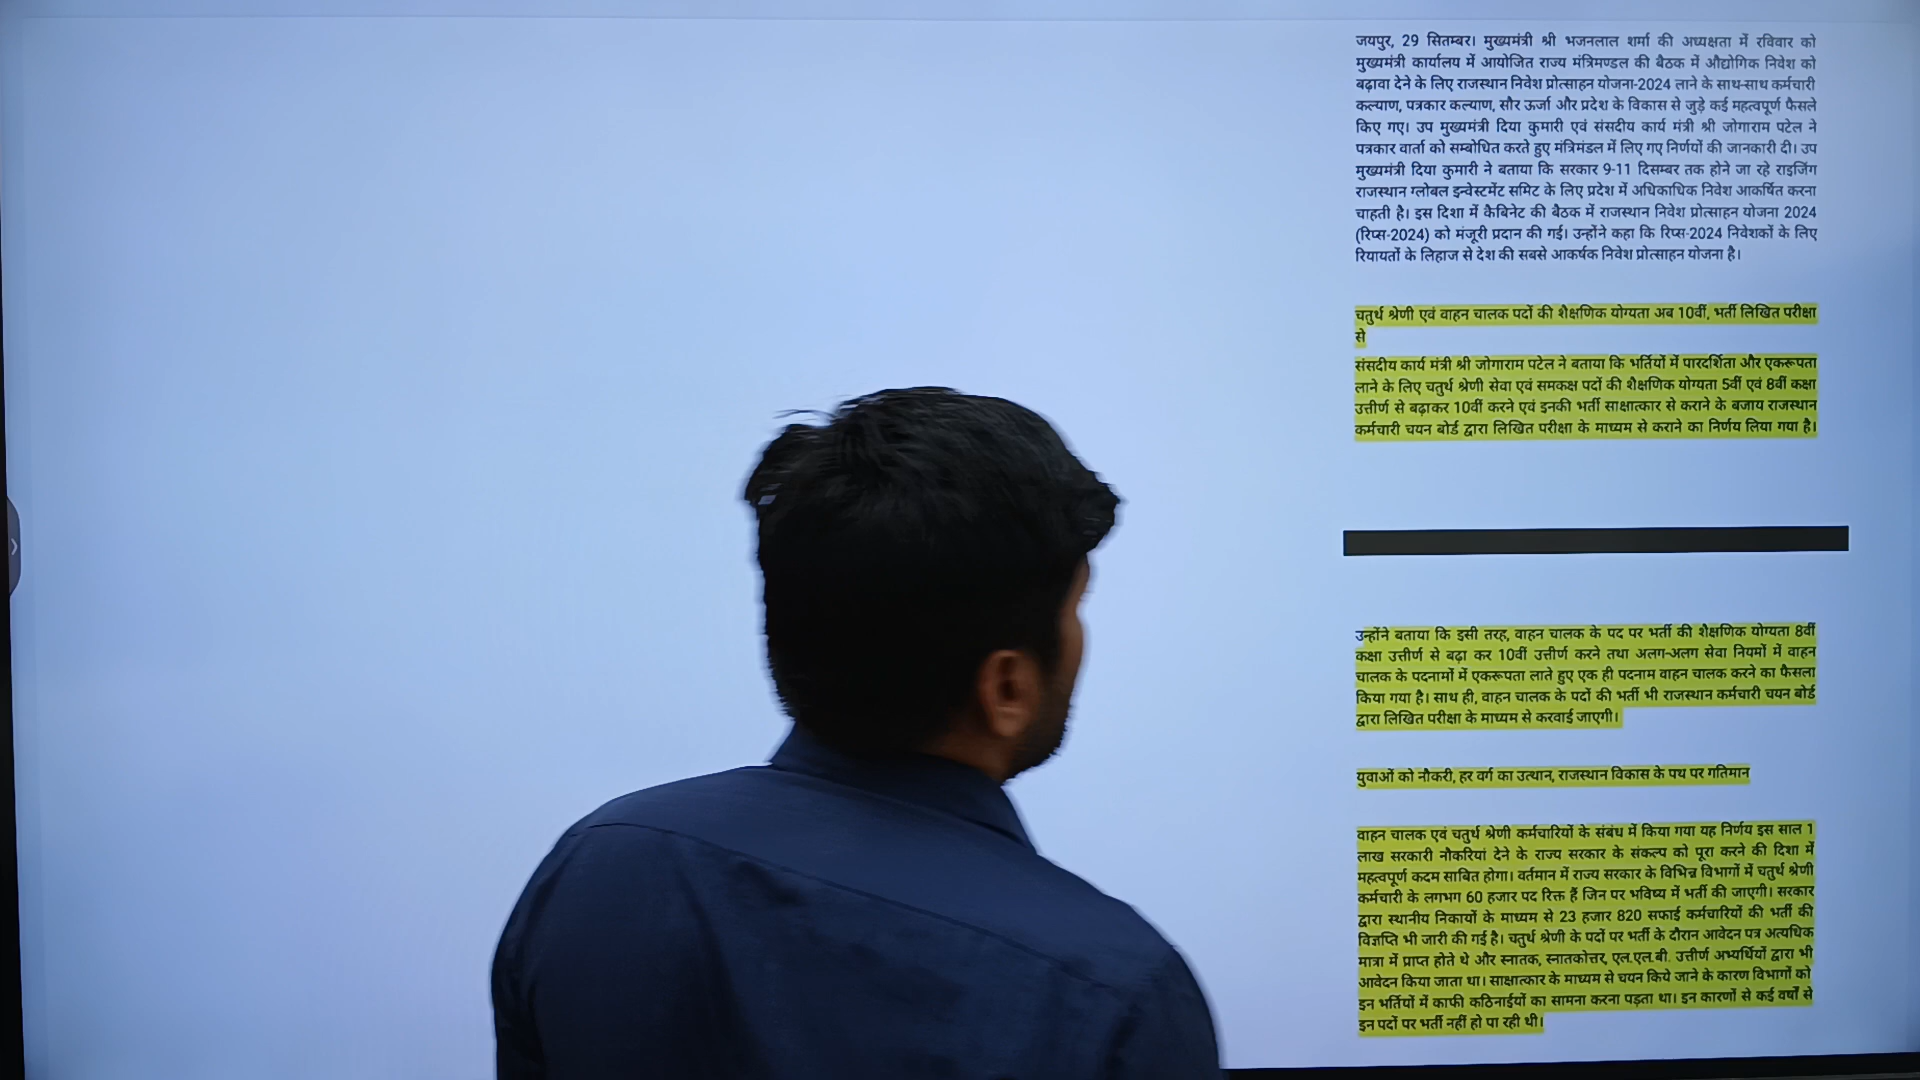 जयपुर, 29 सितम्बर। मुख्यमंत्री श्री भजनलाल शर्मा की अध्यक्षता में रविवार को
मुख्यमंत्री कार्यालय में आयोजित राज्य मंत्रिमण्डल की बैठक में औद्योगिक निवेश को
बढ़ावा देने के लिए राजस्थान निवेश प्रोत्साहन योजना-2024 लाने के साथ-साथ कर्मचारी
कल्याण, पत्रकार कल्याण, सौर ऊर्जा और प्रदेश के विकास से जुड़े कई महत्वपूर्ण फैसले
किए गए। उप मुख्यमंत्री दिया कुमारी एवं संसदीय कार्य मंत्री श्री जोगाराम पटेल ने
पत्रकार वार्ता को सम्बोधित करते हुए मंत्रिमंडल में लिए गए निर्णयों की जानकारी दी। उप
मुख्यमंत्री दिया कुमारी ने बताया कि सरकार 9-11 दिसम्बर तक होने जा रहे राइजिंग
राजस्थान ग्लोबल इन्वेस्टमेंट समिट के लिए प्रदेश में अधिकाधिक निवेश आकर्षित करना
चाहती है। इस दिशा में कैबिनेट की बैठक में राजस्थान निवेश प्रोत्साहन योजना 2024
(रिप्स-2024) को मंजूरी प्रदान की गई। उन्होंने कहा कि रिप्स-2024 निवेशकों के लिए
रियायतों के लिहाज से देश की सबसे आकर्षक निवेश प्रोत्साहन योजना है।
चतुर्थ श्रेणी एवं वाहन चालक पदों की शैक्षणिक योग्यता अब 10वीं, भर्ती लिखित परीक्षा
से
संसदीय कार्य मंत्री श्री जोगाराम पटेल ने बताया कि भर्तियों में पारदर्शिता और एकरूपता
लाने के लिए चतुर्थ श्रेणी सेवा एवं समकक्ष पदों की शैक्षणिक योग्यता 5वीं एवं 8वीं कक्षा
उत्तीर्ण से बढ़ाकर 10वीं करने एवं इनकी भर्ती साक्षात्कार से कराने के बजाय राजस्थान
कर्मचारी चयन बोर्ड द्वारा लिखित परीक्षा के माध्यम से कराने का निर्णय लिया गया है।
उन्होंने बताया कि इसी तरह, वाहन चालक के पद पर भर्ती की शैक्षणिक योग्यता 8वीं
कक्षा उत्तीर्ण से बढ़ा कर 10वीं उत्तीर्ण करने तथा अलग-अलग सेवा नियमों में वाहन
चालक के पदनामों में एकरूपता लाते हुए एक ही पदनाम वाहन चालक करने का फैसला
किया गया है। साथ ही, वाहन चालक के पदों की भर्ती भी राजस्थान कर्मचारी चयन बोर्ड
द्वारा लिखित परीक्षा के माध्यम से करवाई जाएगी।
युवाओं को नौकरी, हर वर्ग का उत्थान, राजस्थान विकास के पथ पर गतिमान
वाहन चालक एवं चतुर्थ श्रेणी कर्मचारियों के संबंध में किया गया यह निर्णय इस साल 1
लाख सरकारी नौकरियां देने के राज्य सरकार के संकल्प को पूरा करने की दिशा में
महत्वपूर्ण कदम साबित होगा। वर्तमान में राज्य सरकार के विभिन्न विभागों में चतुर्थ श्रेणी
कर्मचारी के लगभग 60 हजार पद रिक्त हैं जिन पर भविष्य में भर्ती की जाएगी। सरकार
द्वारा स्थानीय निकायों के माध्यम से 23 हजार 820 सफाई कर्मचारियों की भर्ती की
विज्ञप्ति भी जारी की गई है। चतुर्थ श्रेणी के पदों पर भर्ती के दौरान आवेदन पत्र अत्यधिक
मात्रा में प्राप्त होते थे और स्नातक, स्नातकोत्तर, एल.एल.बी. उत्तीर्ण अभ्यर्थियों द्वारा भी
आवेदन किया जाता था। साक्षात्कार के माध्यम से चयन किये जाने के कारण विभागों को
इन भर्तियों में काफी कठिनाईयों का सामना करना पड़ता था। इन कारणों से कई वर्षों से
इन पदों पर भर्ती नहीं हो पा रही थी।